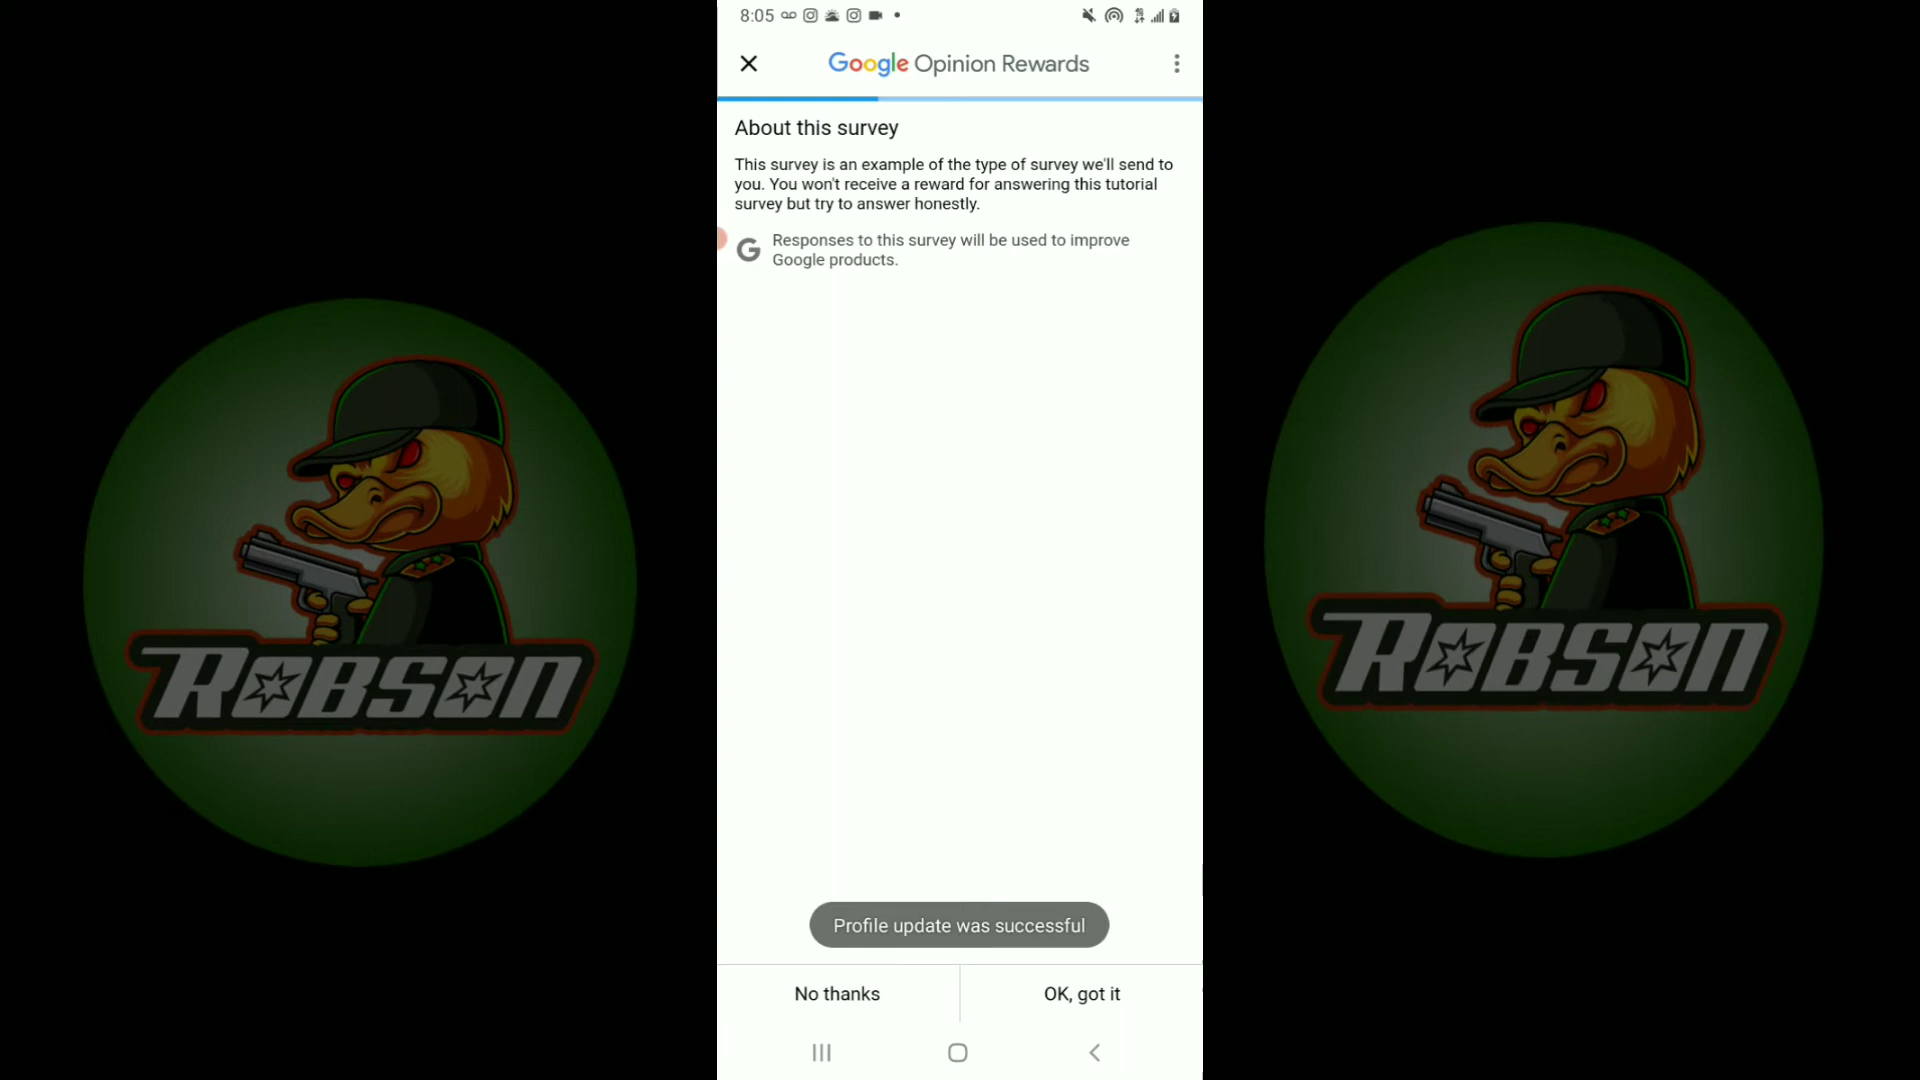 8:05
Google Opinion Rewards
About this survey
This survey is an example of the type of survey we'll send to
you. You won't receive a reward for answering this tutorial
survey but try to answer honestly.
G
Responses to this survey will be used to improve
Google products.
ROBSON
ROBSON
Profile update was successful
No thanks
OK, got it